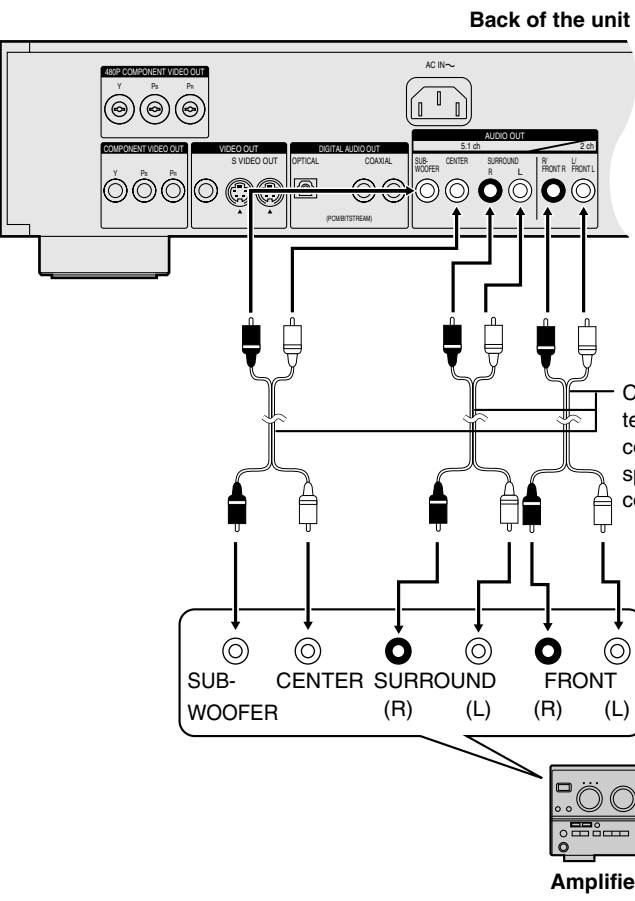 Back of the unit
AC IN～
480P COMPONENT VIDEO OUT
Y PB PR
AUDIO OUT
5.1 ch 2 ch
COMPONENT VIDEO OUT VIDEO OUT DIGITAL AUDIO OUT
S VIDEO OUT OPTICAL COAXIAL
SUB-
WOOFER CENTER SURROUND
R L
R/
FRONT R
L/
FRONT L
Y PB PR
(PCM/BITSTREAM)
SUB-
WOOFER
CENTER
SURROUND
(R) (L)
FRONT
(R) (L)
Amplifie